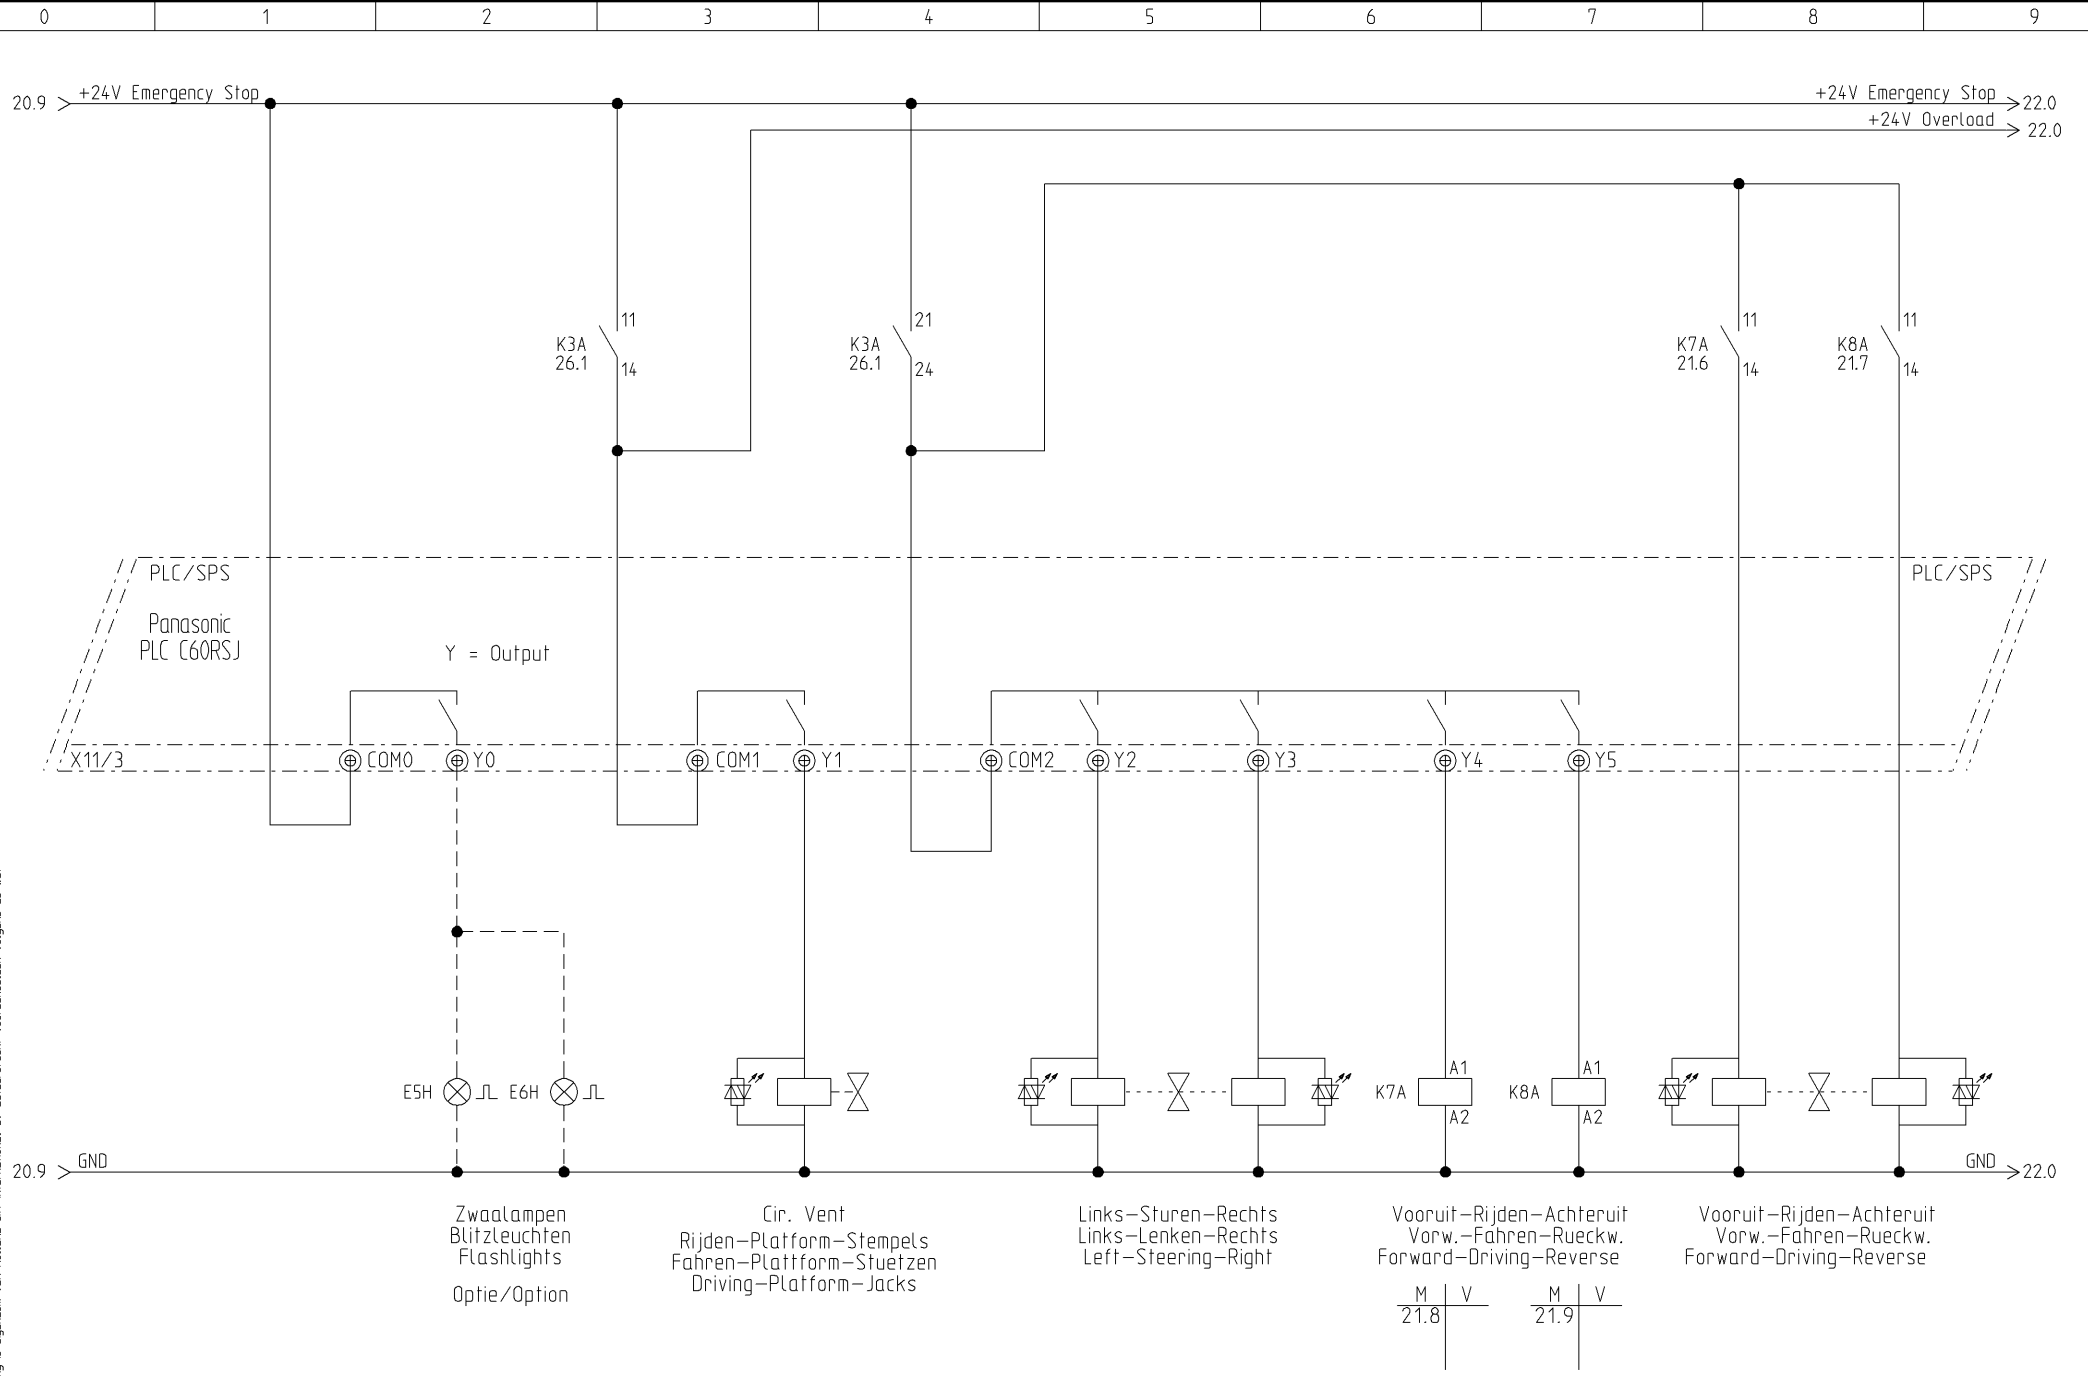 0 1 2 3 4 5 6 7 8 9
20.9 +24V Emergency Stop
+24V Emergency Stop 22.0
+24V Overload 22.0
11
K3A
26.1
14
21
K3A
26.1
24
11
K7A
21.6
14
11
K8A
21.7
14
PLC/SPS
PLC/SPS
Panasonic
PLC C60RSJ
Y = Output
X11/3 COM0 Y0 COM1 Y1 COM2 Y2 Y3 Y4 Y5
E5H E6H
A1
K7A
A2
A1
K8A
A2
20.9 GND
GND 22.0
Zwaalampen
Blitzleuchten
Flashlights
Optie/Option
Cir. Vent
Rijden-Platform-Stempels
Fahren-Plattform-Stuetzen
Driving-Platform-Jacks
Links-Sturen-Rechts
Links-Lenken-Rechts
Left-Steering-Right
Vooruit-Rijden-Achteruit
Vorw.-Fahren-Rueckw.
Forward-Driving-Reverse
M V
21.8
M V
21.9
Vooruit-Rijden-Achteruit
Vorw.-Fahren-Rueckw.
Forward-Driving-Reverse